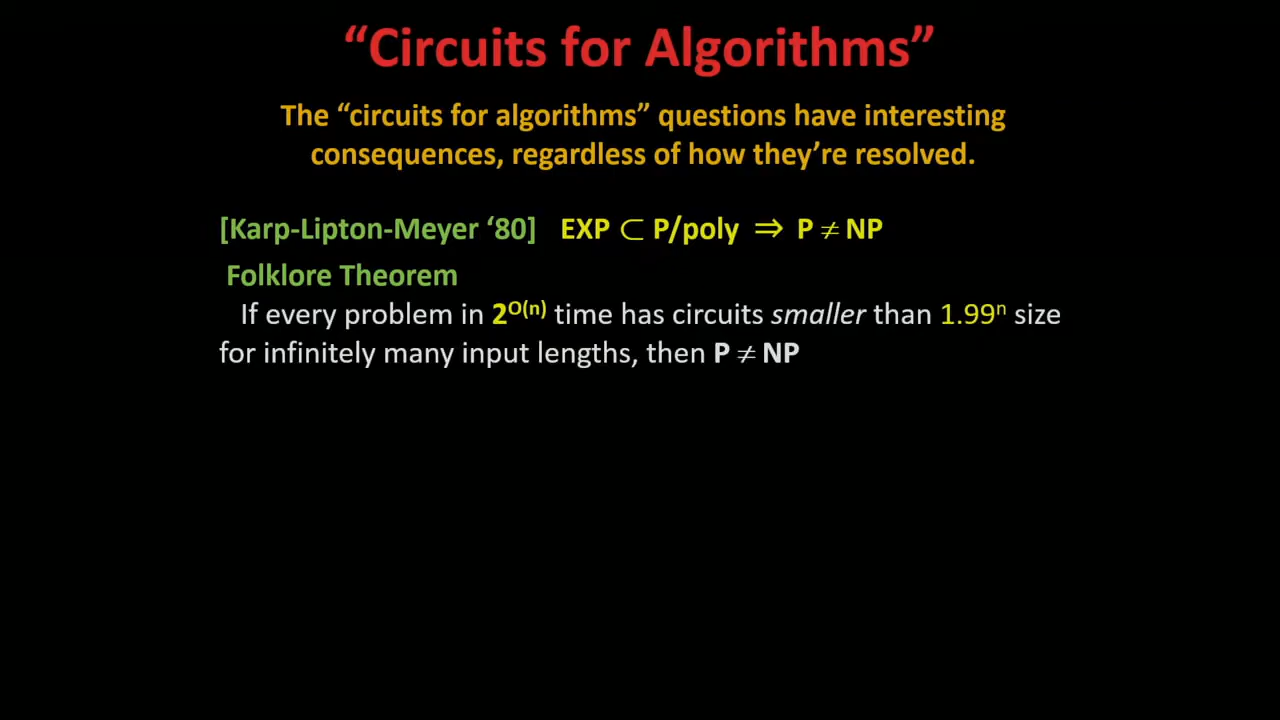 “Circuits for Algorithms”
The “circuits for algorithms” questions have interesting
consequences, regardless of how they’re resolved.
[Karp-Lipton-Meyer ‘80] EXP ⊂ P/poly ⇒ P ≠ NP
Folklore Theorem
If every problem in 2^O(n) time has circuits smaller than 1.99^n size
for infinitely many input lengths, then P ≠ NP